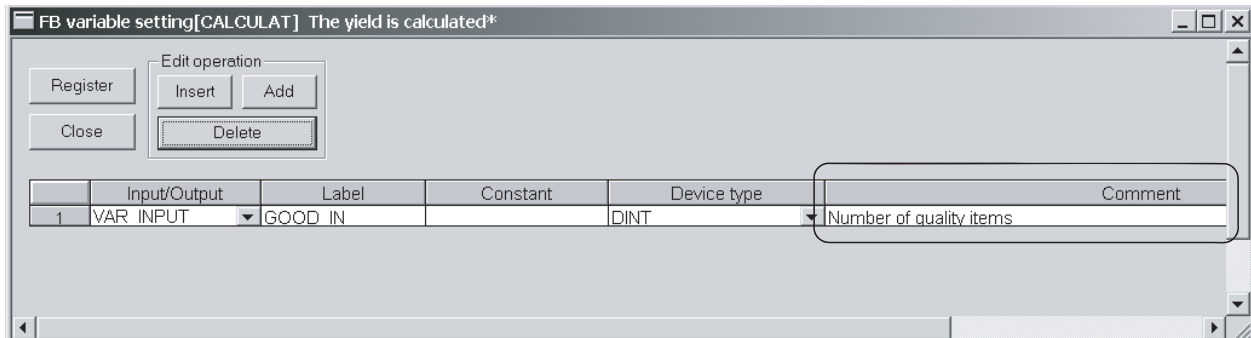 FB variable setting[CALCULAT] The yield is calculated*
Edit operation
Register Insert Add
Close Delete
Input/Output Label Constant Device type Comment
1 VAR_INPUT GOOD_IN DINT Number of quality items